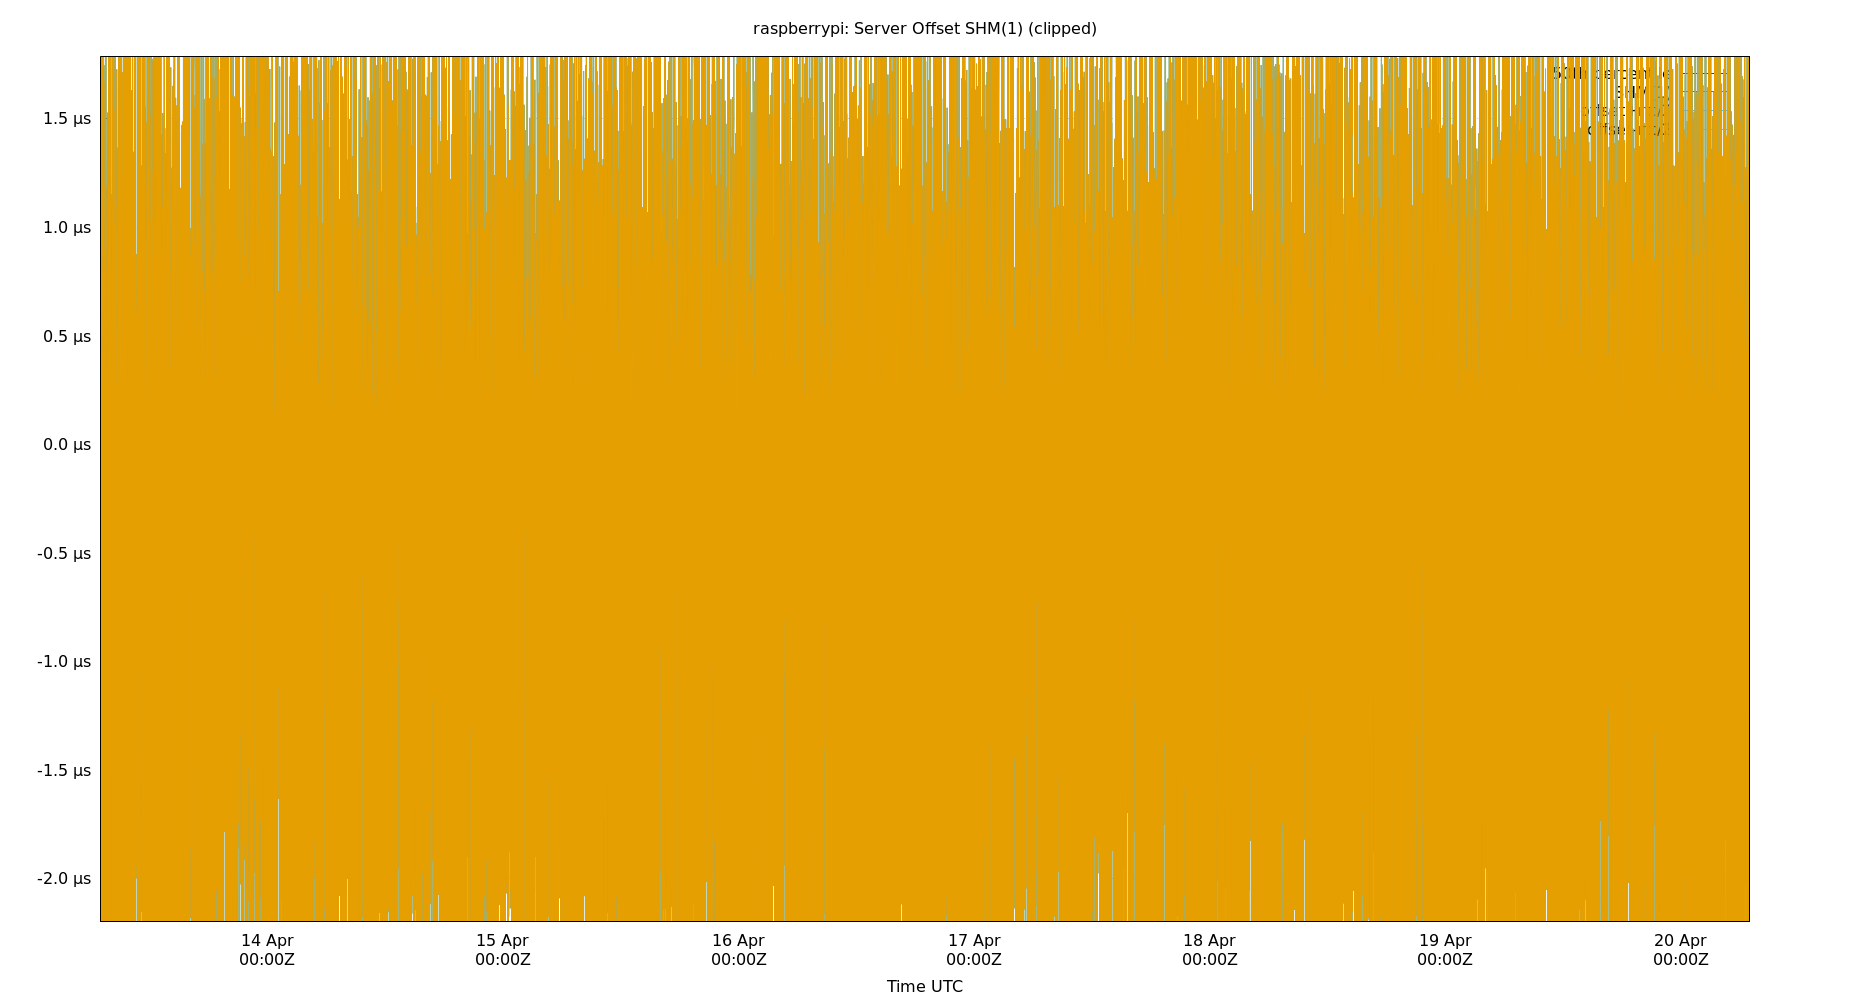 raspberrypi: Server Offset SHM(1) (clipped)
1.5 µs
1.0 µs
0.5 µs
0.0 µs
-0.5 µs
-1.0 µs
-1.5 µs
-2.0 µs
14 Apr 15 Apr 16 Apr 17 Apr 18 Apr 19 Apr 20 Apr
00:00Z 00:00Z 00:00Z 00:00Z 00:00Z 00:00Z 00:00Z
Time UTC